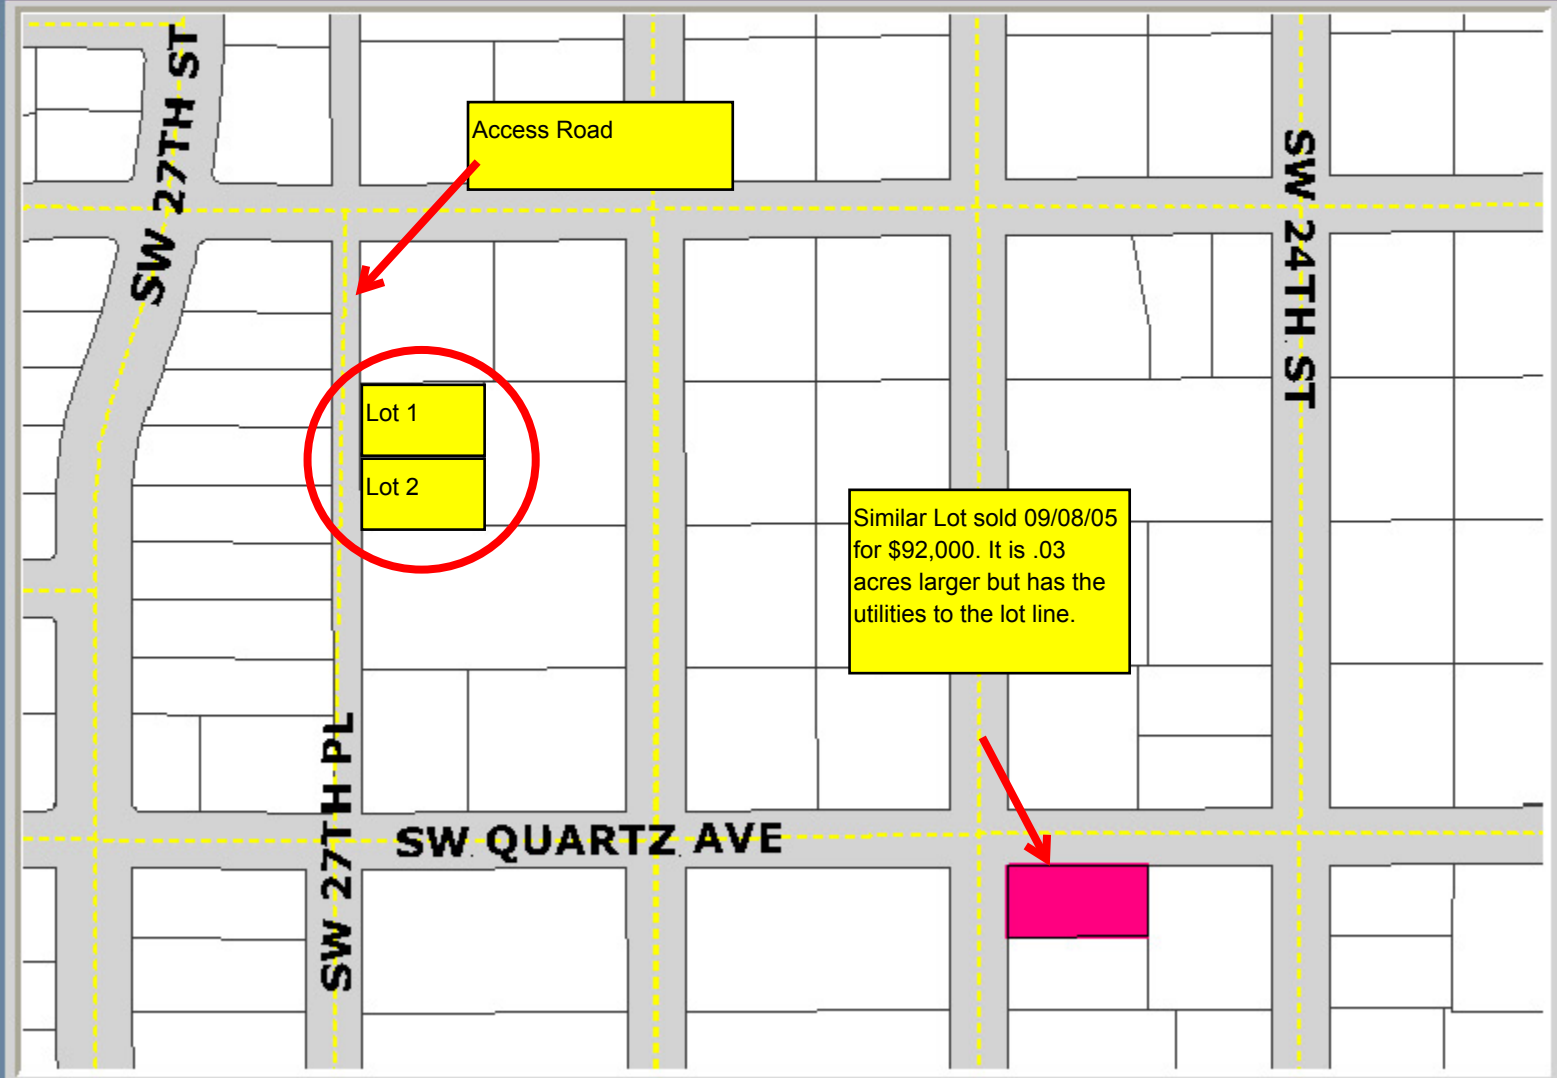 SW 27TH ST
Access Road
SW 24TH ST
Lot 1
Lot 2
Similar Lot sold 09/08/05
for $92,000. It is .03
acres larger but has the
utilities to the lot line.
SW 27TH PL
SW QUARTZ AVE